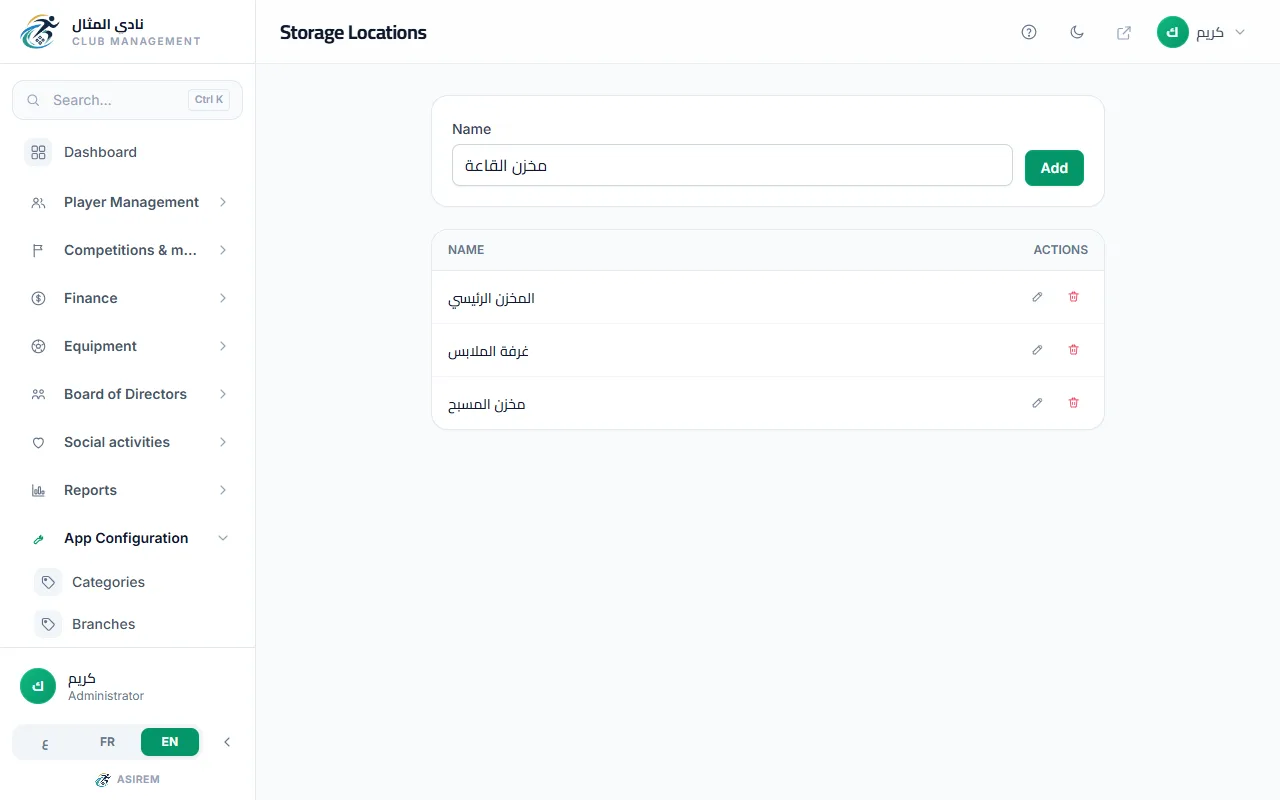 نادي المثال
CLUB MANAGEMENT
Search...
Ctrl K
Dashboard
Player Management
Competitions & m...
Finance
Equipment
Board of Directors
Social activities
Reports
App Configuration
Categories
Branches
ك
كريم
Administrator
ع
FR
EN
ASIREM
Storage Locations
ك
كريم
Name
مخزن القاعة
Add
NAME
ACTIONS
المخزن الرئيسي
غرفة الملابس
مخزن المسبح